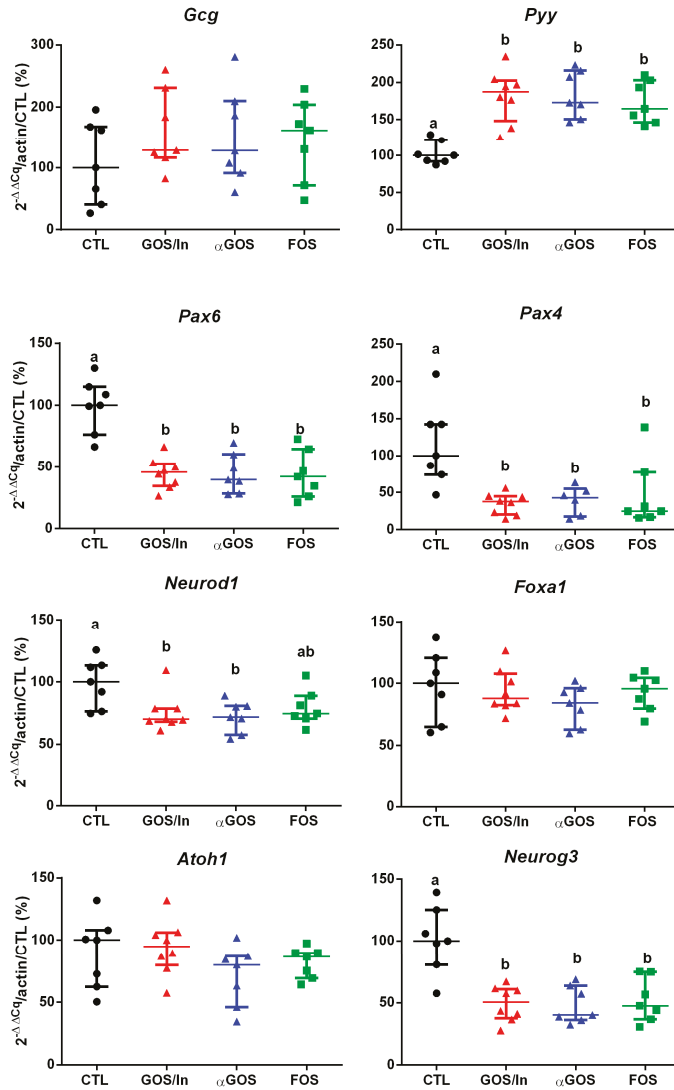 Gcg
2^-ΔΔCq/actin/CTL (%)
300
200
100
0
CTL GOS/In αGOS FOS
Pyy
250
200
150
100
50
0
a
b
b
b
CTL GOS/In αGOS FOS
Pax6
2^-ΔΔCq/actin/CTL (%)
150
100
50
0
a
b
b
b
CTL GOS/In αGOS FOS
Pax4
250
200
150
100
50
0
a
b
b
b
CTL GOS/In αGOS FOS
Neurod1
2^-ΔΔCq/actin/CTL (%)
150
100
50
0
a
b
b
ab
CTL GOS/In αGOS FOS
Foxa1
150
100
50
0
CTL GOS/In αGOS FOS
Atoh1
2^-ΔΔCq/actin/CTL (%)
150
100
50
0
CTL GOS/In αGOS FOS
Neurog3
150
100
50
0
a
b
b
b
CTL GOS/In αGOS FOS